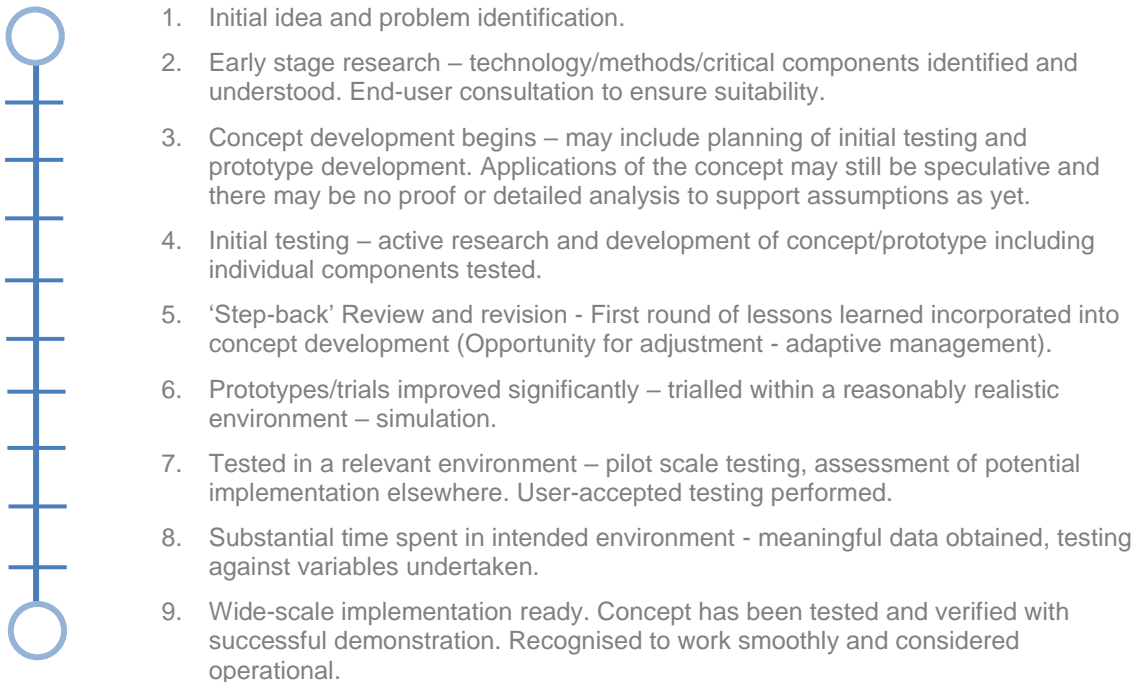 1. Initial idea and problem identification.
2. Early stage research – technology/methods/critical components identified and
understood. End-user consultation to ensure suitability.
3. Concept development begins – may include planning of initial testing and
prototype development. Applications of the concept may still be speculative and
there may be no proof or detailed analysis to support assumptions as yet.
4. Initial testing – active research and development of concept/prototype including
individual components tested.
5. ‘Step-back’ Review and revision - First round of lessons learned incorporated into
concept development (Opportunity for adjustment - adaptive management).
6. Prototypes/trials improved significantly – trialled within a reasonably realistic
environment – simulation.
7. Tested in a relevant environment – pilot scale testing, assessment of potential
implementation elsewhere. User-accepted testing performed.
8. Substantial time spent in intended environment - meaningful data obtained, testing
against variables undertaken.
9. Wide-scale implementation ready. Concept has been tested and verified with
successful demonstration. Recognised to work smoothly and considered
operational.